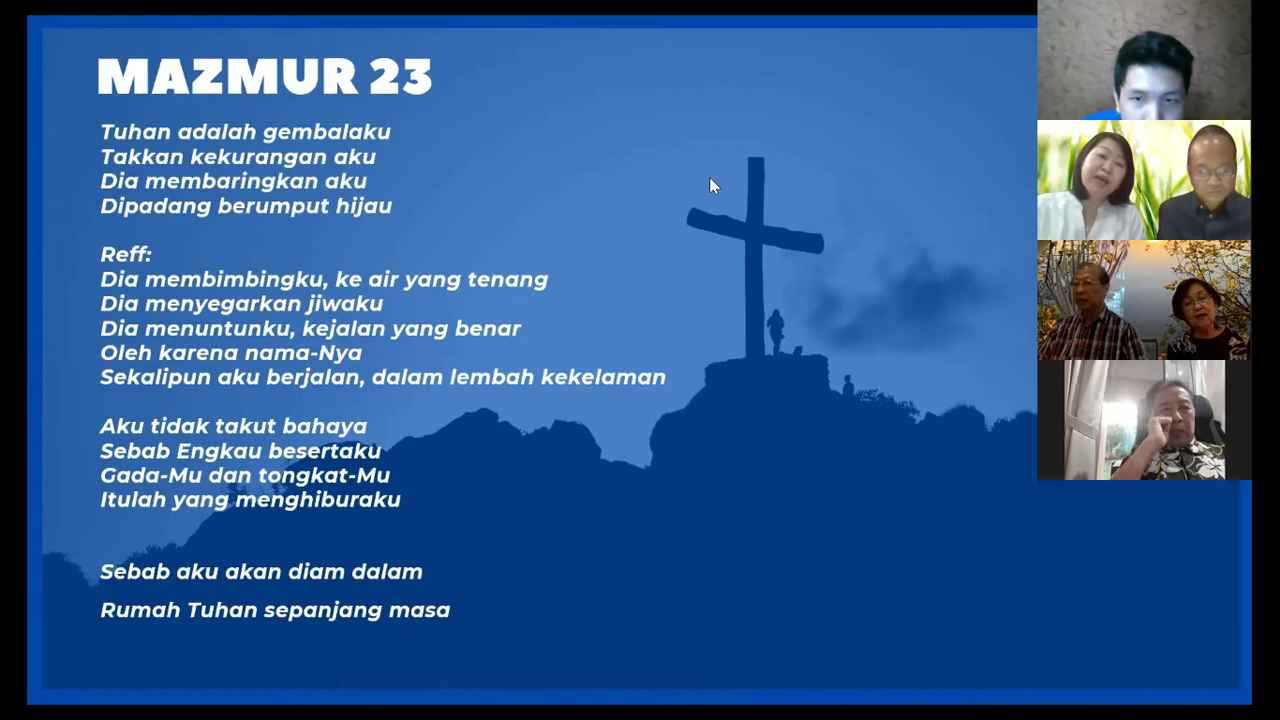 MAZMUR 23
Tuhan adalah gembalaku
Takkan kekurangan aku
Dia membaringkan aku
Dipadang berumput hijau
Reff:
Dia membimbingku, ke air yang tenang
Dia menyegarkan jiwaku
Dia menuntunku, kejalan yang benar
Oleh karena nama-Nya
Sekalipun aku berjalan, dalam lembah kekelaman
Aku tidak takut bahaya
Sebab Engkau besertaku
Gada-Mu dan tongkat-Mu
Itulah yang menghiburaku
Sebab aku akan diam dalam
Rumah Tuhan sepanjang masa